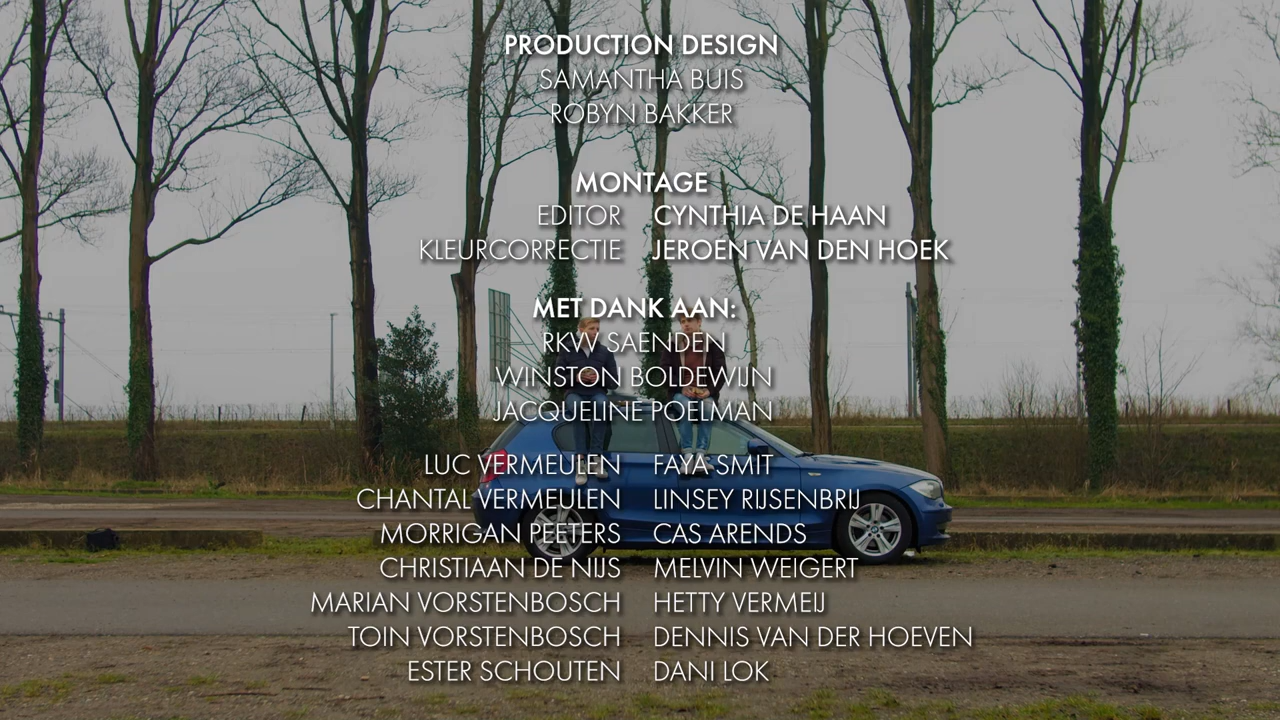 PRODUCTION DESIGN
SAMANTHA BUIS
ROBYN BAKKER
MONTAGE
EDITOR CYNTHIA DE HAAN
KLEURCORRECTIE JEROEN VAN DEN HOEK
MET DANK AAN:
RKVV SAENDEN
WINSTON BOLDEWIJN
JACQUELINE POELMAN
LUC VERMEULEN FAYA SMIT
CHANTAL VERMEULEN LINSEY RIJSENBRIJ
MORRIGAN PEETERS CAS ARENDS
CHRISTIAAN DE NIJS MELVIN WEIGERT
MARIAN VORSTENBOSCH HETTY VERMEIJ
TOIN VORSTENBOSCH DENNIS VAN DER HOEVEN
ESTER SCHOUTEN DANI LOK